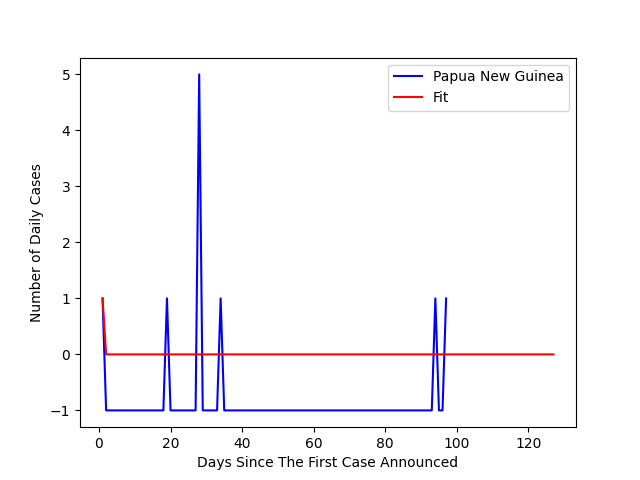 Papua New Guinea
Fit
5
4
3
2
1
0
−1
Number of Daily Cases
0 20 40 60 80 100 120
Days Since The First Case Announced